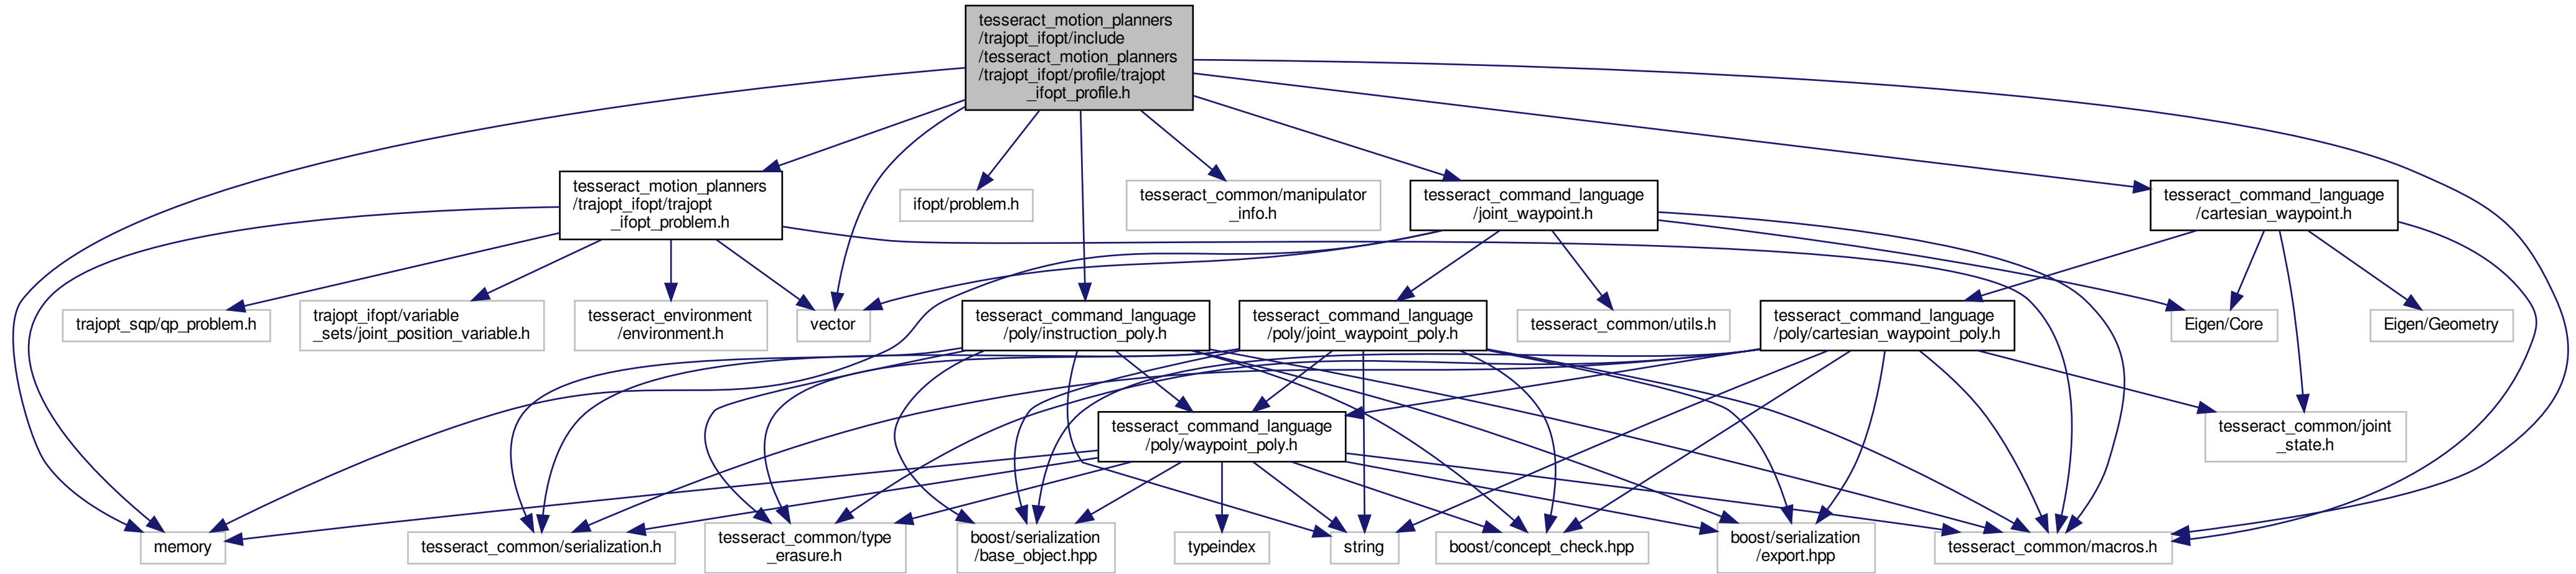 tesseract_motion_planners
/trajopt_ifopt/include
/tesseract_motion_planners
/trajopt_ifopt/profile/trajopt
_ifopt_profile.h
tesseract_motion_planners
/trajopt_ifopt/trajopt
_ifopt_problem.h
ifopt/problem.h
tesseract_common/manipulator
_info.h
tesseract_command_language
/joint_waypoint.h
tesseract_command_language
/cartesian_waypoint.h
trajopt_sqp/qp_problem.h
trajopt_ifopt/variable
_sets/joint_position_variable.h
tesseract_environment
/environment.h
vector
tesseract_command_language
/poly/instruction_poly.h
tesseract_command_language
/poly/joint_waypoint_poly.h
tesseract_common/utils.h
tesseract_command_language
/poly/cartesian_waypoint_poly.h
Eigen/Core
Eigen/Geometry
tesseract_command_language
/poly/waypoint_poly.h
tesseract_common/joint
_state.h
memory
tesseract_common/serialization.h
tesseract_common/type
_erasure.h
boost/serialization
/base_object.hpp
typeindex
string
boost/concept_check.hpp
boost/serialization
/export.hpp
tesseract_common/macros.h